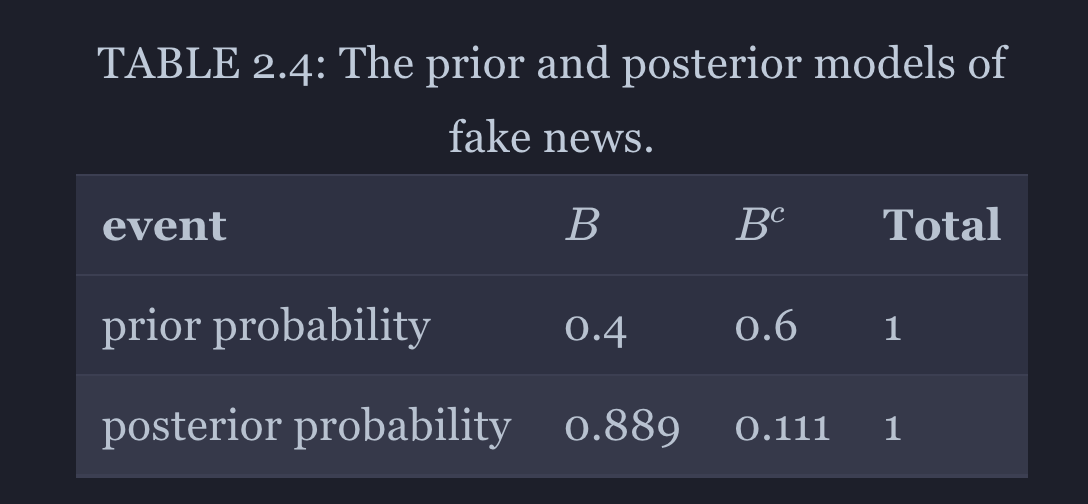 TABLE 2.4: The prior and posterior models of
fake news.
event B Bᶜ Total
prior probability 0.4 0.6 1
posterior probability 0.889 0.111 1